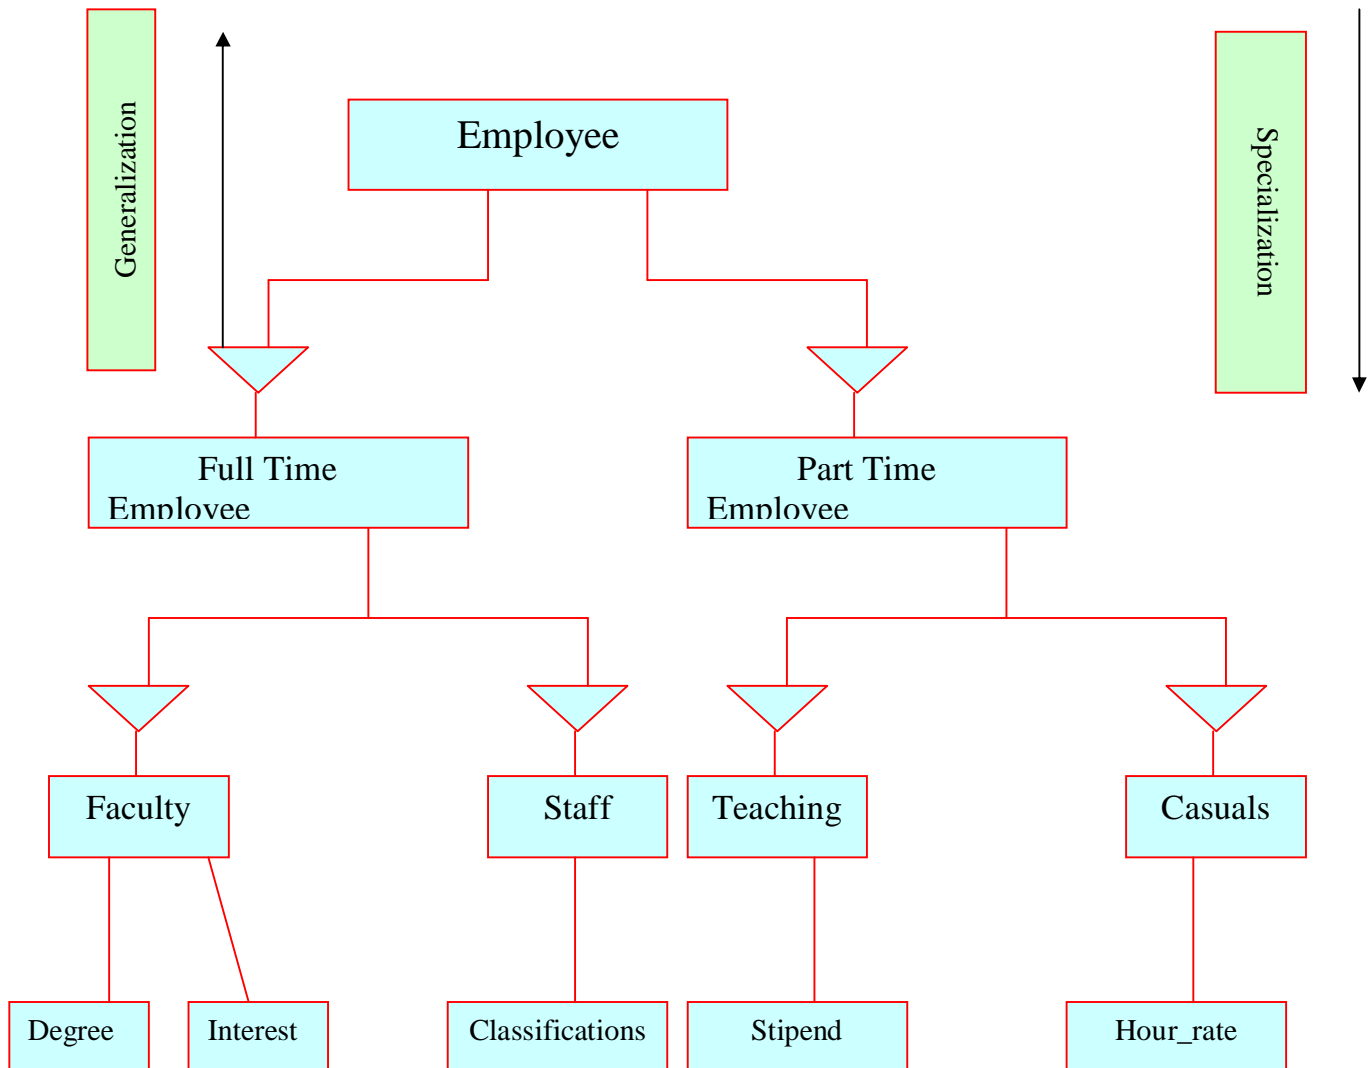 Generalization
Employee
Specialization
Full Time
Employee
Part Time
Employee
Faculty
Staff
Teaching
Casuals
Degree
Interest
Classifications
Stipend
Hour_rate